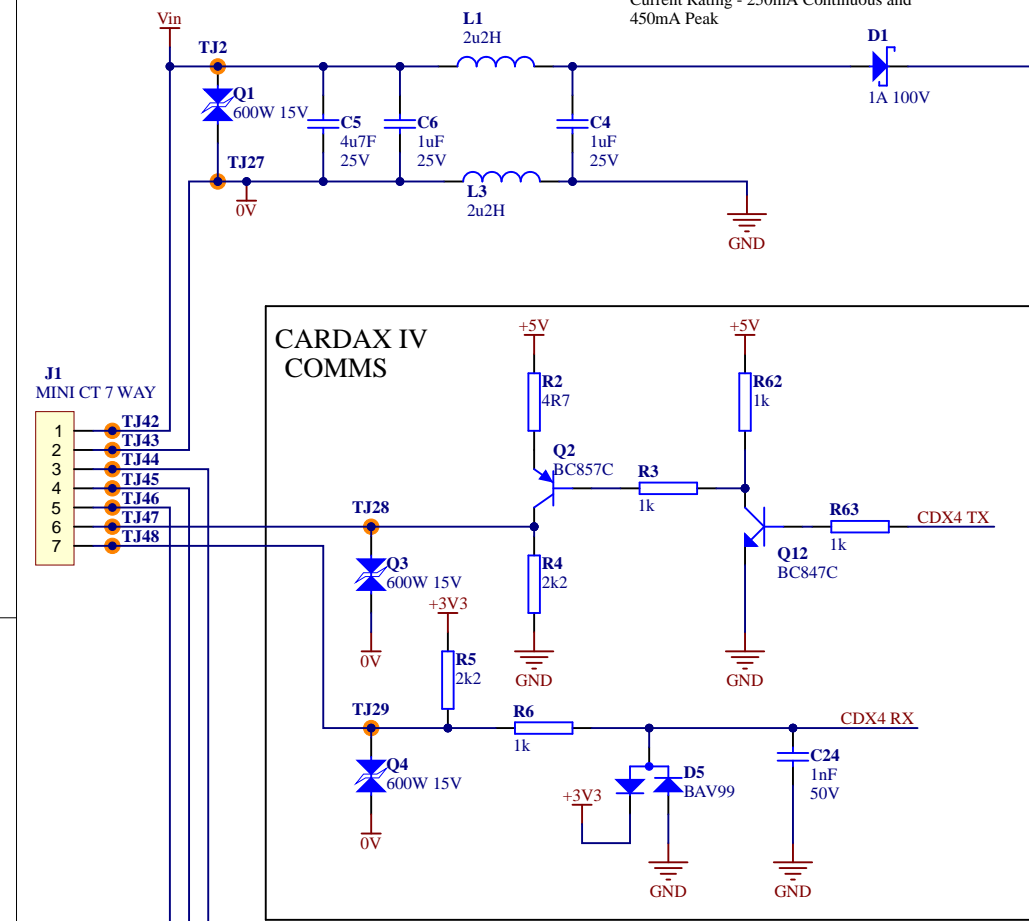 Current Rating - 250mA Continuous and
450mA Peak
Vin
L1
2u2H
D1
1A 100V
TJ2
Q1
600W 15V
C5
4u7F
25V
C6
1uF
25V
C4
1uF
25V
TJ27
0V
L3
2u2H
GND
CARDAX IV
COMMS
+5V
+5V
R2
4R7
R62
1k
J1
MINI CT 7 WAY
1
2
3
4
5
6
7
TJ42
TJ43
TJ44
TJ45
TJ46
TJ47
TJ48
Q2
BC857C
R3
1k
R63
1k
CDX4 TX
Q12
BC847C
TJ28
Q3
600W 15V
0V
R4
2k2
GND
GND
+3V3
R5
2k2
TJ29
Q4
600W 15V
0V
R6
1k
CDX4 RX
+3V3
D5
BAV99
GND
C24
1nF
50V
GND